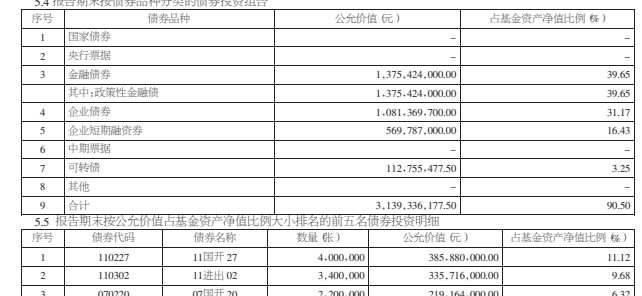 5.4 报告期末按债券品种分类的债券投资组合
序号 债券品种 公允价值(元) 占基金资产净值比例(%)
1 国家债券 – –
2 央行票据 – –
3 金融债券 1,375,424,000.00 39.65
其中:政策性金融债 1,375,424,000.00 39.65
4 企业债券 1,081,369,700.00 31.17
5 企业短期融资券 569,787,000.00 16.43
6 中期票据 – –
7 可转债 112,755,477.50 3.25
8 其他 – –
9 合计 3,139,336,177.50 90.50
5.5 报告期末按公允价值占基金资产净值比例大小排名的前五名债券投资明细
序号 债券代码 债券名称 数量(张) 公允价值(元) 占基金资产净值比例(%)
1 110227 11国开27 4,000,000 385,880,000.00 11.12
2 110302 11进出02 3,400,000 335,716,000.00 9.68
3 070220 07国开20 2,200,000 219,164,000.00 6.32